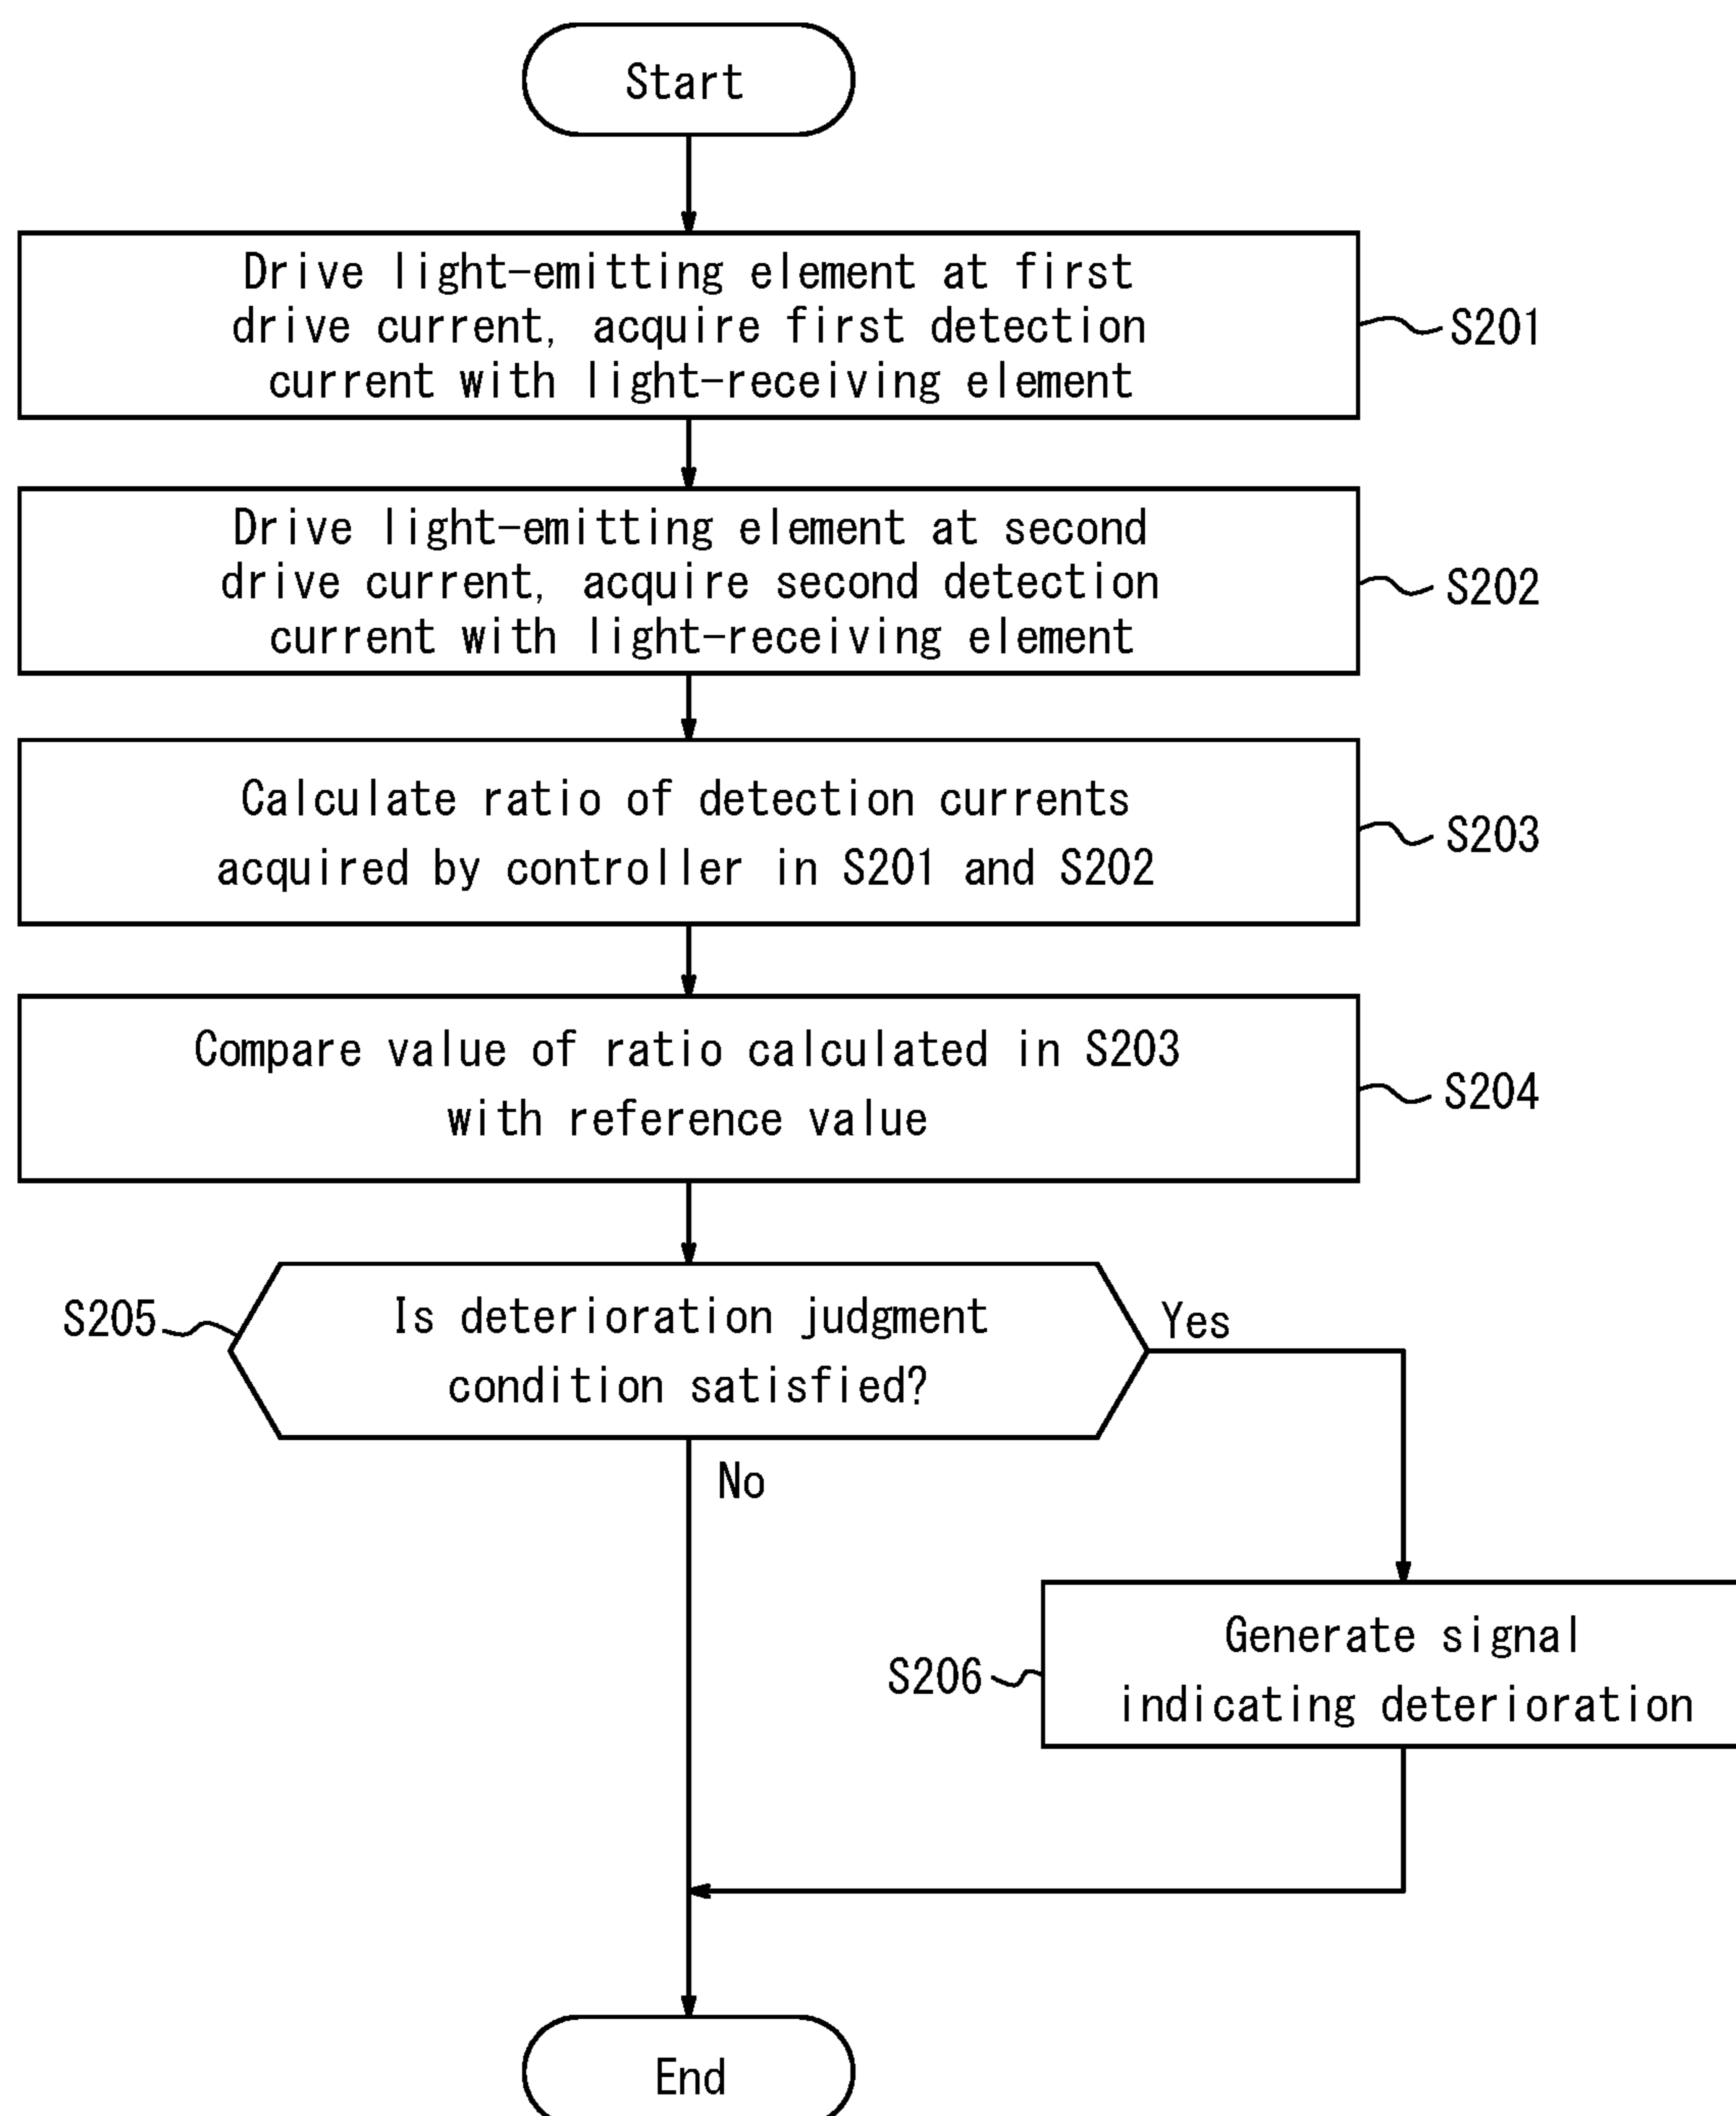 Start
Drive light-emitting element at first
drive current, acquire first detection
current with light-receiving element
S201
Drive light-emitting element at second
drive current, acquire second detection
current with light-receiving element
S202
Calculate ratio of detection currents
acquired by controller in S201 and S202
S203
Compare value of ratio calculated in S203
with reference value
S204
S205
Is deterioration judgment
condition satisfied?
Yes
No
S206
Generate signal
indicating deterioration
End